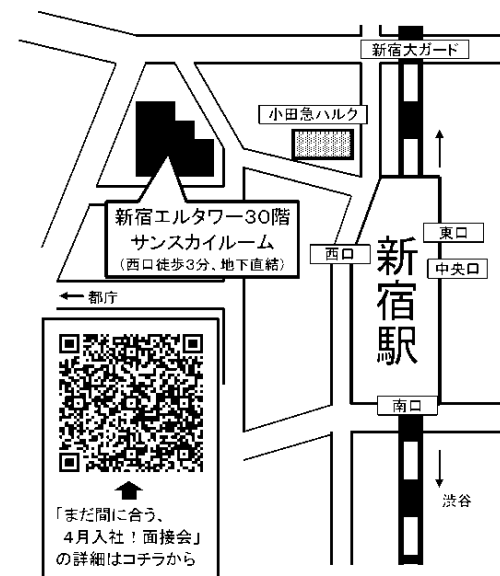 新宿大ガード
小田急ハルク
新宿エルタワー30階
サンスカイルーム
(西口徒歩3分、地下直結)
東口
西口
中央口
新宿駅
←都庁
南口
渋谷
「まだ間に合う、
4月入社！面接会」
の詳細はコチラから